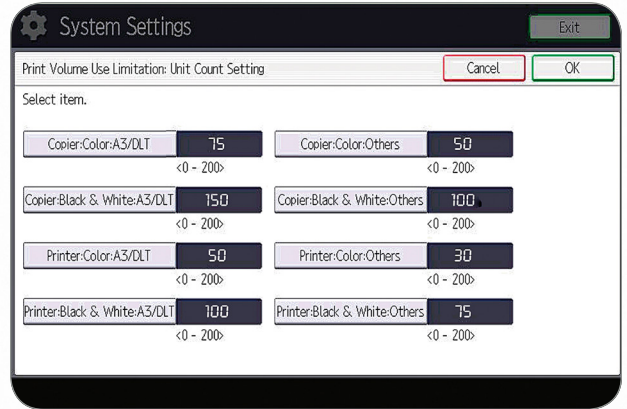 System Settings
Exit
Print Volume Use Limitation: Unit Count Setting
Cancel
OK
Select item.
Copier:Color:A3/DLT 75 Copier:Color:Others 50
<0 - 200> <0 - 200>
Copier:Black & White:A3/DLT 150 Copier:Black & White:Others 100
<0 - 200> <0 - 200>
Printer:Color:A3/DLT 50 Printer:Color:Others 30
<0 - 200> <0 - 200>
Printer:Black & White:A3/DLT 100 Printer:Black & White:Others 75
<0 - 200> <0 - 200>